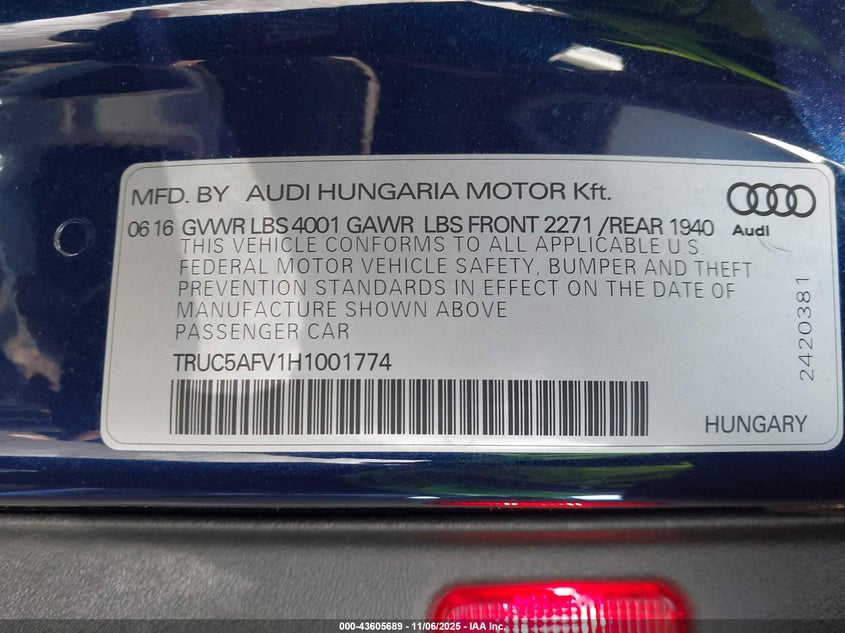 MFD. BY AUDI HUNGARIA MOTOR Kft.
0616 GVWR LBS 4001 GAWR LBS FRONT 2271 /REAR 1940
Audi
THIS VEHICLE CONFORMS TO ALL APPLICABLE U.S.
FEDERAL MOTOR VEHICLE SAFETY, BUMPER AND THEFT
PREVENTION STANDARDS IN EFFECT ON THE DATE OF
MANUFACTURE SHOWN ABOVE
PASSENGER CAR
TRUC5AFV1H1001774
2420381
HUNGARY
000-43605689 - 11/06/2025 - IAA Inc.